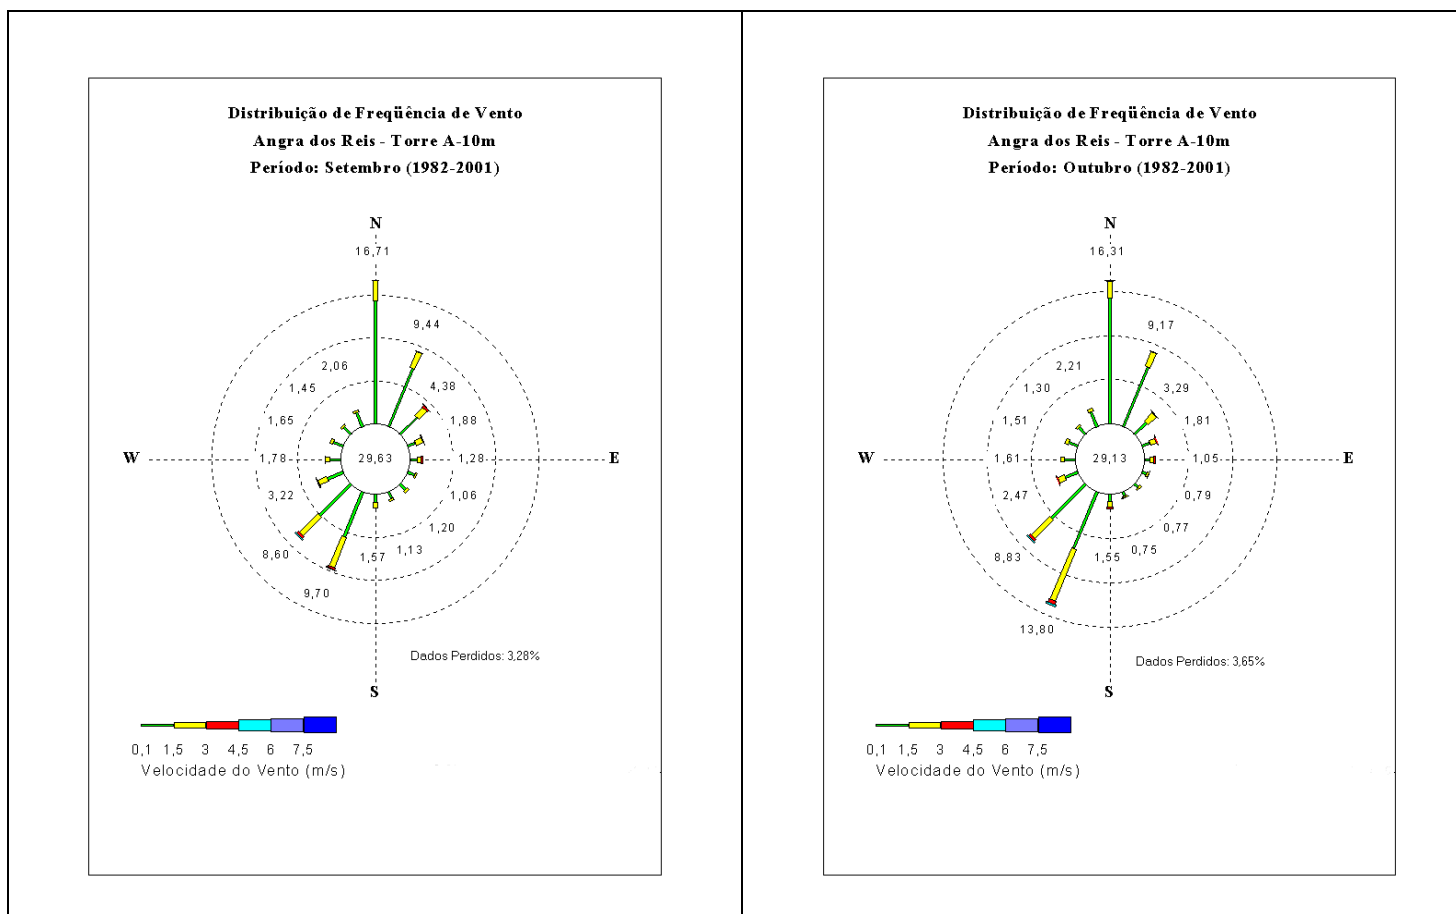 Distribuição de Freqüência de Vento
Angra dos Reis - Torre A-10m
Período: Setembro (1982-2001)
N
16,71
9,44
2,06
1,45
4,38
1,65
1,88
W
1,78
29,63
1,28
E
3,22
1,06
1,20
8,60
1,57
1,13
9,70
Dados Perdidos: 3,28%
S
0,1 1,5 3 4,5 6 7,5
Velocidade do Vento (m/s)
Distribuição de Freqüência de Vento
Angra dos Reis - Torre A-10m
Período: Outubro (1982-2001)
N
16,31
9,17
2,21
1,30
3,29
1,51
1,81
W
1,61
29,13
1,05
E
2,47
0,79
0,77
8,83
1,55
0,75
13,80
Dados Perdidos: 3,65%
S
0,1 1,5 3 4,5 6 7,5
Velocidade do Vento (m/s)